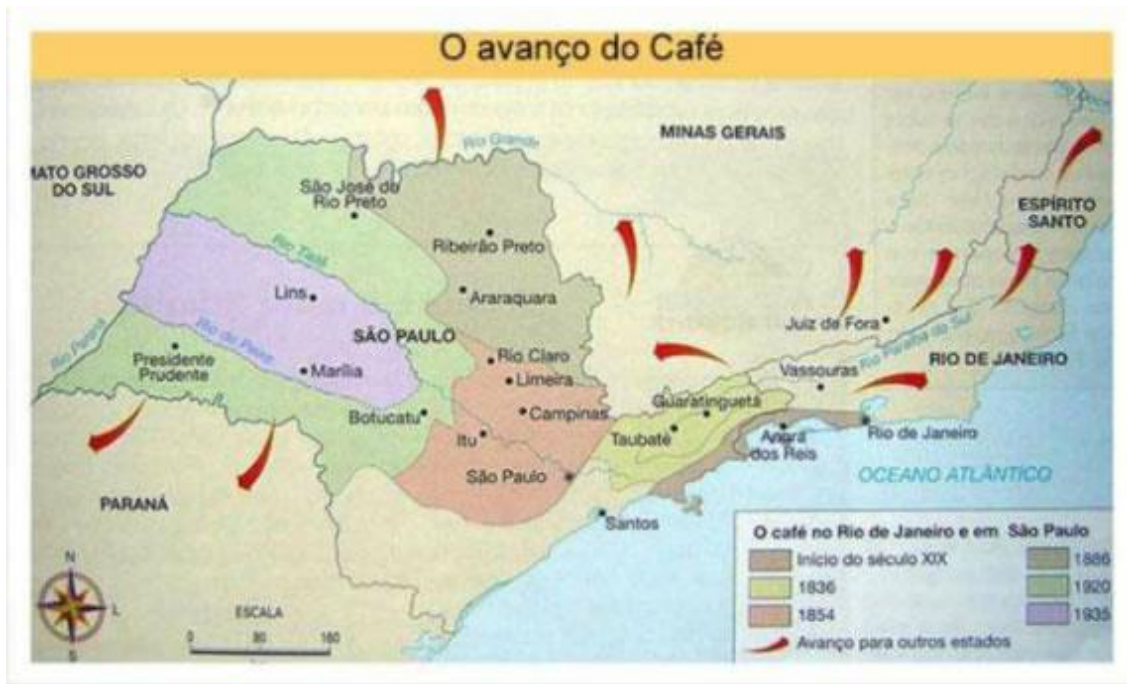 O avanço do Café
MINAS GERAIS
Rio Grande
MATO GROSSO
DO SUL
ESPÍRITO
SANTO
São José do
Rio Preto
Ribeirão Preto
Rio Tietê
Lins
Araraquara
SÃO PAULO
Juiz de Fora
Rio Paraíba do Sul
Rio Paraná
Rio do Peixe
Presidente
Prudente
Marília
Rio Claro
Limeira
RIO DE JANEIRO
Vassouras
Guaratinguetá
Botucatu
Campinas
Itu
Taubaté
Angra
dos Reis
Rio de Janeiro
São Paulo
OCEANO ATLÂNTICO
PARANÁ
Santos
O café no Rio de Janeiro e em São Paulo
Início do século XIX
1886
1836
1920
1854
1935
Avanço para outros estados
N
L
S
ESCALA
0 80 160